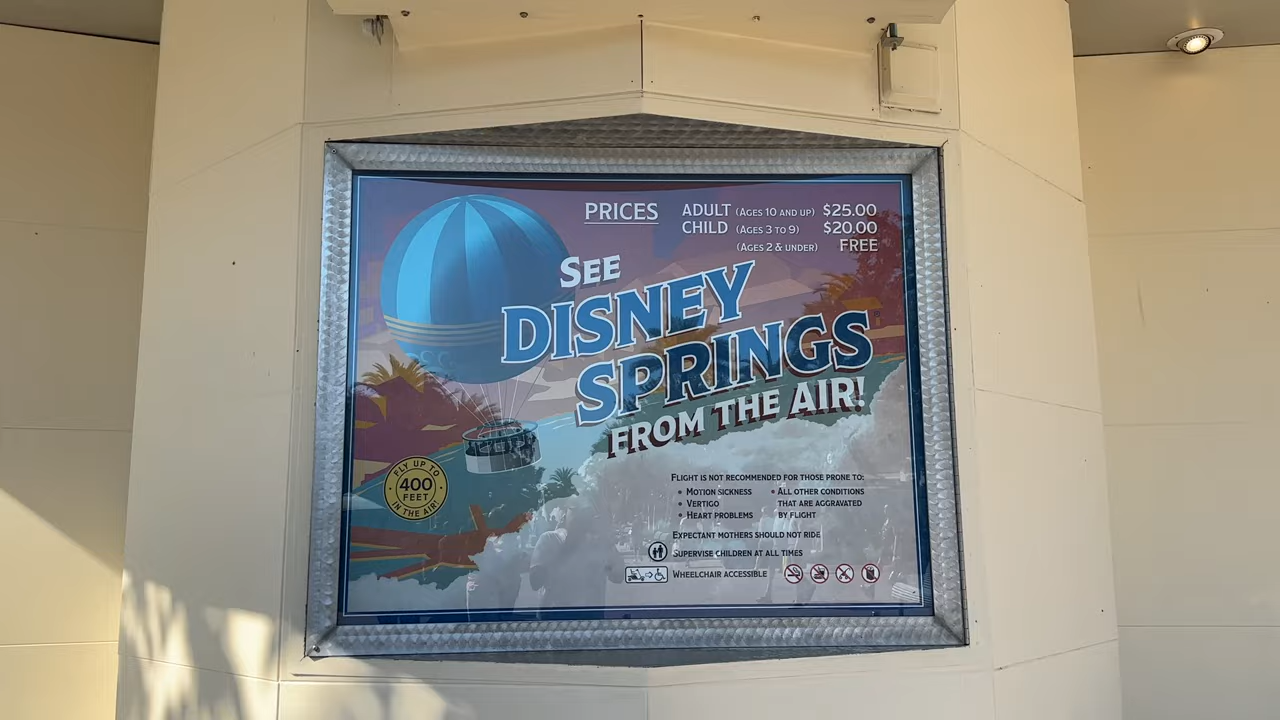 PRICES ADULT (AGES 10 AND UP) $25.00
CHILD (AGES 3 TO 9) $20.00
(AGES 2 & UNDER) FREE
SEE
DISNEY
SPRINGS
FROM THE AIR!
FLY UP TO
400
FEET
IN THE AIR
FLIGHT IS NOT RECOMMENDED FOR THOSE PRONE TO:
• MOTION SICKNESS
• VERTIGO
• HEART PROBLEMS
• ALL OTHER CONDITIONS
THAT ARE AGGRAVATED
BY FLIGHT
EXPECTANT MOTHERS SHOULD NOT RIDE
SUPERVISE CHILDREN AT ALL TIMES
WHEELCHAIR ACCESSIBLE